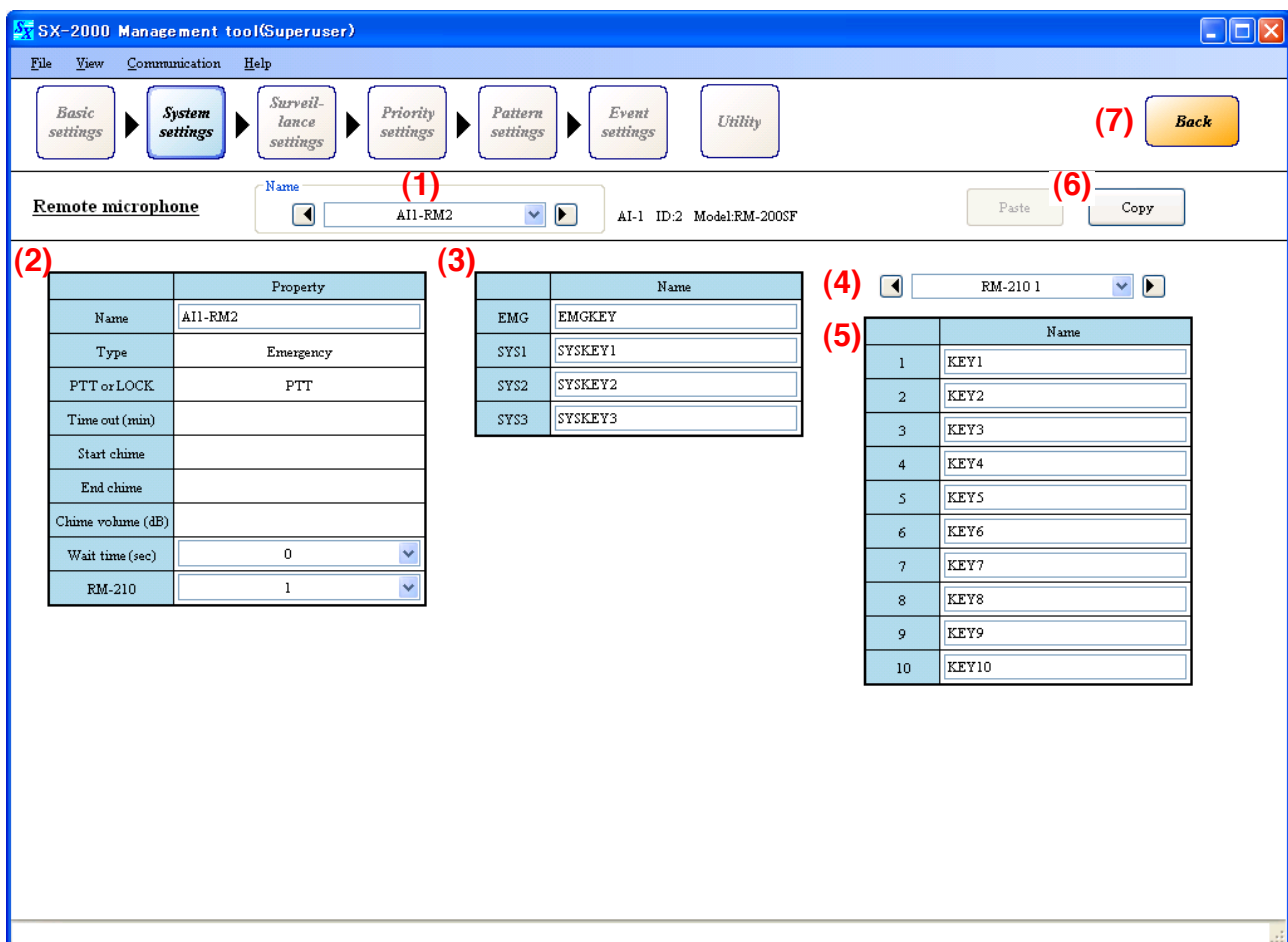 SX-2000 Management tool(Superuser)
File View Communication Help
Basic settings
System settings
Surveil-lance settings
Priority settings
Pattern settings
Event settings
Utility
(7) Back
Remote microphone
Name (1)
AI1-RM2
AI-1 ID:2 Model:RM-200SF
(6)
Paste Copy
(2)
Property
Name AI1-RM2
Type Emergency
PTT or LOCK PTT
Time out (min)
Start chime
End chime
Chime volume (dB)
Wait time (sec) 0
RM-210 1
(3)
Name
EMG EMGKEY
SYS1 SYSKEY1
SYS2 SYSKEY2
SYS3 SYSKEY3
(4) RM-210 1
(5)
Name
1 KEY1
2 KEY2
3 KEY3
4 KEY4
5 KEY5
6 KEY6
7 KEY7
8 KEY8
9 KEY9
10 KEY10